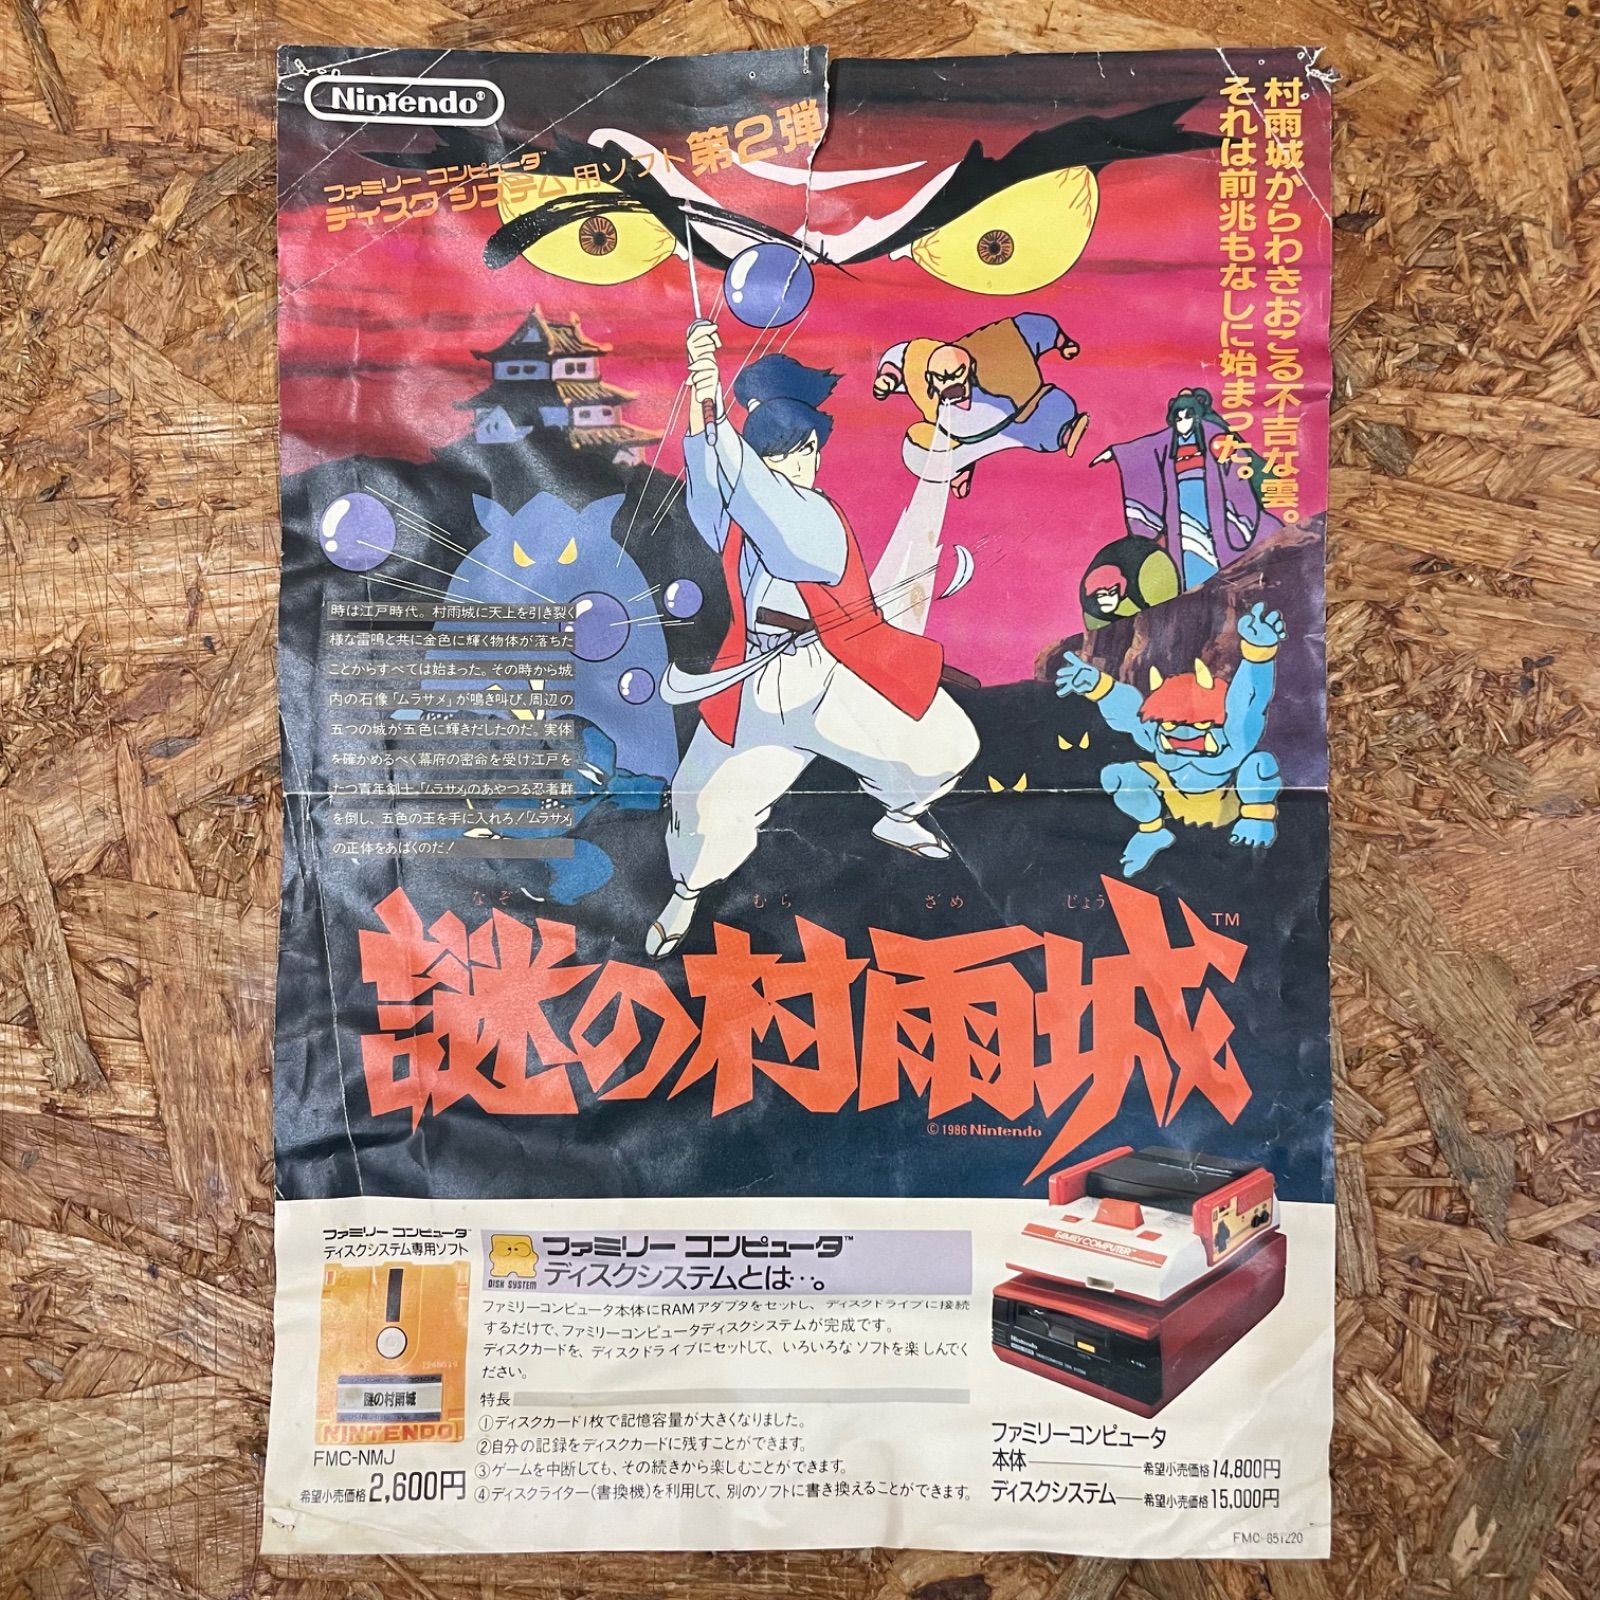 Nintendo®
ファミリー コンピュータ™
ディスク システム用ソフト第2弾
村雨城からわきおこる不吉な雲。
それは前兆もなしに始まった。
時は江戸時代。村雨城に天上を引き裂く
様な雷鳴と共に金色に輝く物体が落ちた
ことからすべては始まった。その時から城
内の石像「ムラサメ」が鳴き叫び、周辺の
五つの城が五色に輝きだしたのだ。実体
を確かめるべく幕府の密命を受け江戸を
たつ青年剣士。「ムラサメ」のあやつる忍者群
を倒し、五色の玉を手に入れろ!「ムラサメ」
の正体をあばくのだ!
なぞ むら さめ じょう
謎の村雨城™
©1986 Nintendo
ファミリー コンピュータ™
ディスクシステム専用ソフト
謎の村雨城
NINTENDO
FMC-NMJ
希望小売価格2,600円
DISK SYSTEM
ファミリー コンピュータ™
ディスクシステムとは…。
ファミリーコンピュータ本体にRAMアダプタをセットし、ディスクドライブに接続
するだけで、ファミリーコンピュータディスクシステムが完成です。
ディスクカードを、ディスクドライブにセットして、いろいろなソフトを楽しんでく
ださい。
特長
①ディスクカード1枚で記憶容量が大きくなりました。
②自分の記録をディスクカードに残すことができます。
③ゲームを中断しても、その続きから楽しむことができます。
④ディスクライター(書換機)を利用して、別のソフトに書き換えることができます。
FAMILY COMPUTER™
Nintendo
ファミリーコンピュータ
本体 希望小売価格14,800円
ディスクシステム 希望小売価格15,000円
FMC-851220